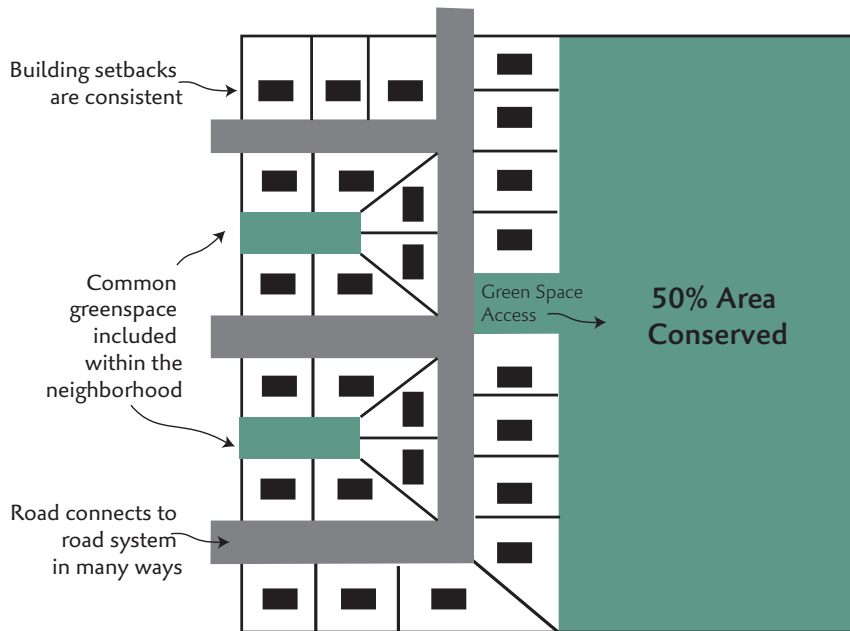 Building setbacks
are consistent
Common
greenspace
included
within the
neighborhood
Green Space
Access
50% Area
Conserved
Road connects to
road system
in many ways